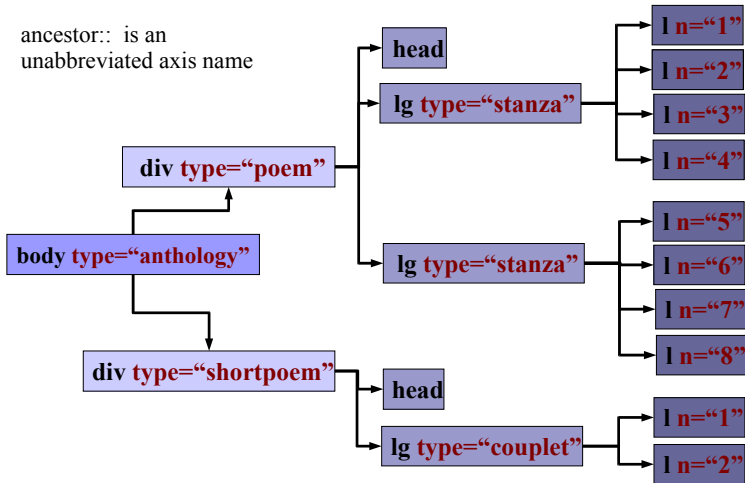 ancestor:: is an
unabbreviated axis name
head
lg type=“stanza”
l n=“1”
l n=“2”
l n=“3”
l n=“4”
div type=“poem”
body type=“anthology”
lg type=“stanza”
l n=“5”
l n=“6”
l n=“7”
l n=“8”
div type=“shortpoem”
head
lg type=“couplet”
l n=“1”
l n=“2”